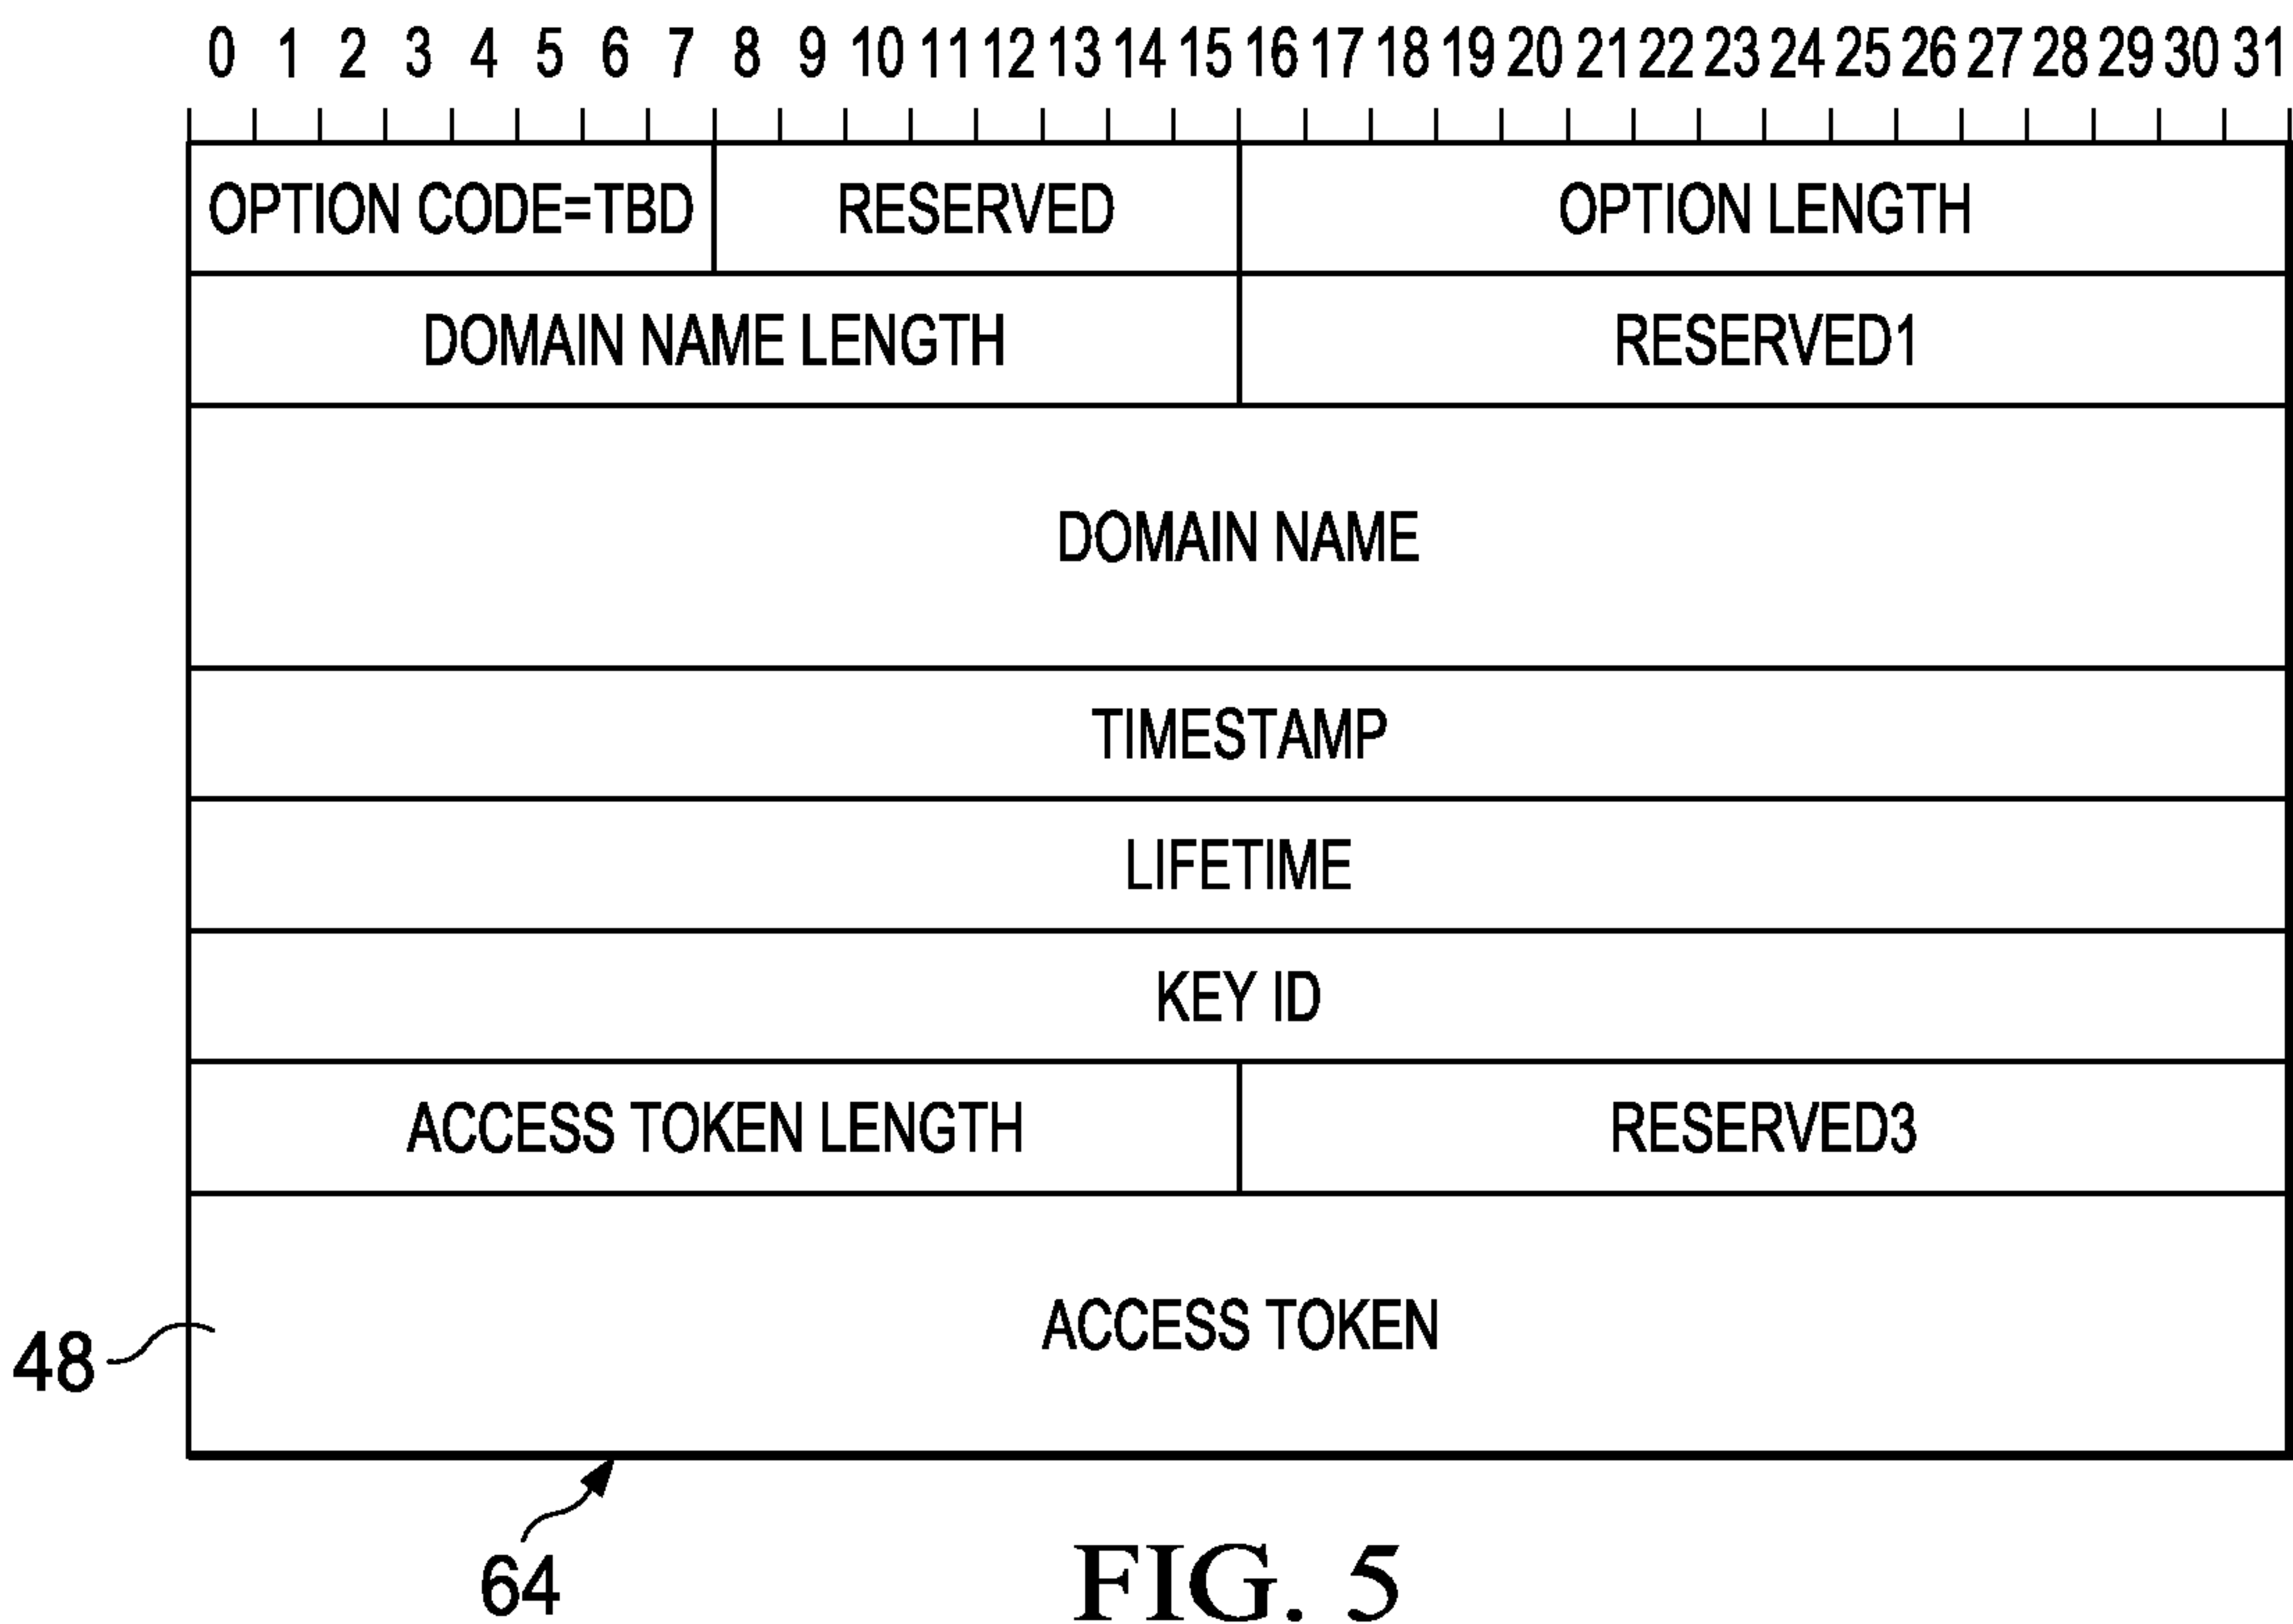 0 1 2 3 4 5 6 7 8 9 10 11 12 13 14 15 16 17 18 19 20 21 22 23 24 25 26 27 28 29 30 31
OPTION CODE=TBD RESERVED OPTION LENGTH
DOMAIN NAME LENGTH RESERVED1
DOMAIN NAME
TIMESTAMP
LIFETIME
KEY ID
ACCESS TOKEN LENGTH RESERVED3
ACCESS TOKEN
48
64
FIG. 5